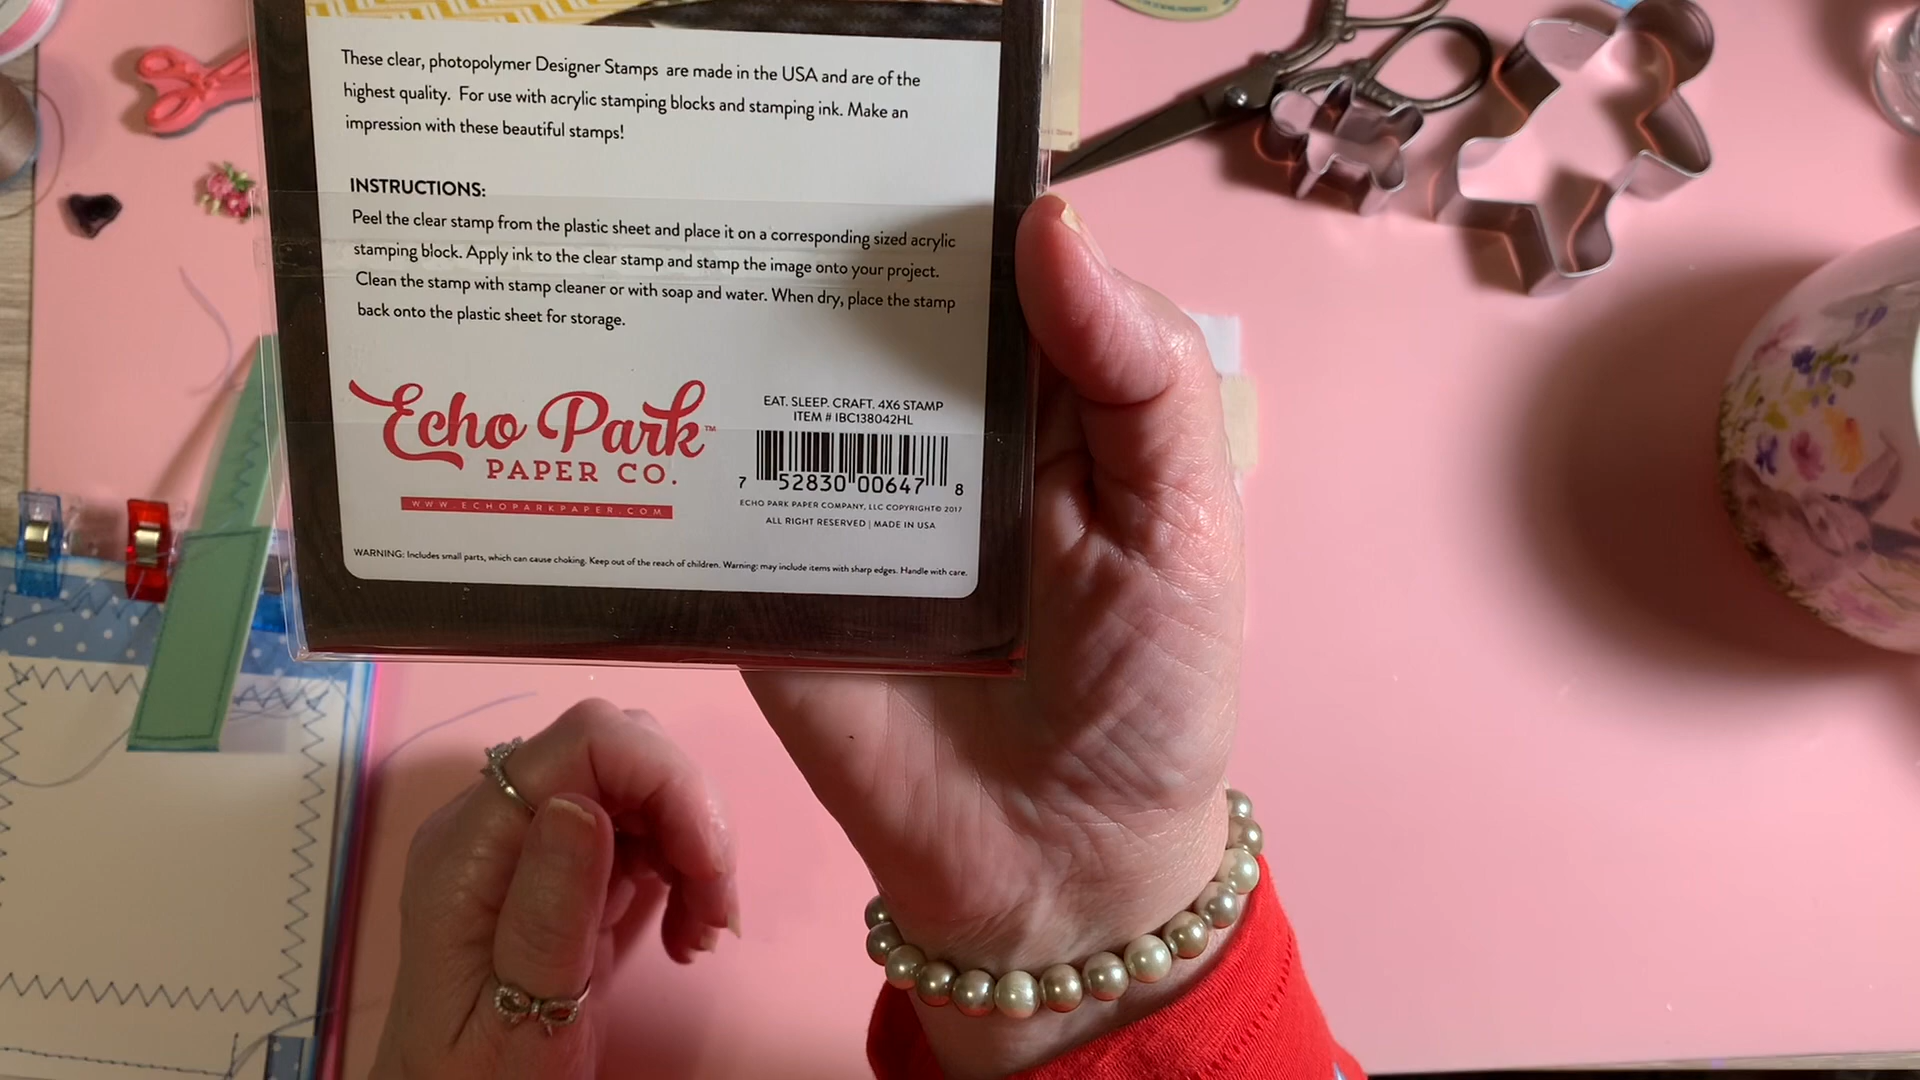 These clear, photopolymer Designer Stamps are made in the USA and are of the
highest quality. For use with acrylic stamping blocks and stamping ink. Make an
impression with these beautiful stamps!
INSTRUCTIONS:
Peel the clear stamp from the plastic sheet and place it on a corresponding sized acrylic
stamping block. Apply ink to the clear stamp and stamp the image onto your project.
Clean the stamp with stamp cleaner or with soap and water. When dry, place the stamp
back onto the plastic sheet for storage.
Echo Park™
PAPER CO.
WWW.ECHOPARKPAPER.COM
EAT. SLEEP. CRAFT. 4X6 STAMP
ITEM # IBC138042HL
7 52830 00647 8
ECHO PARK PAPER COMPANY, LLC COPYRIGHT© 2017
ALL RIGHT RESERVED | MADE IN USA
WARNING: Includes small parts, which can cause choking. Keep out of the reach of children. Warning: may include items with sharp edges. Handle with care.